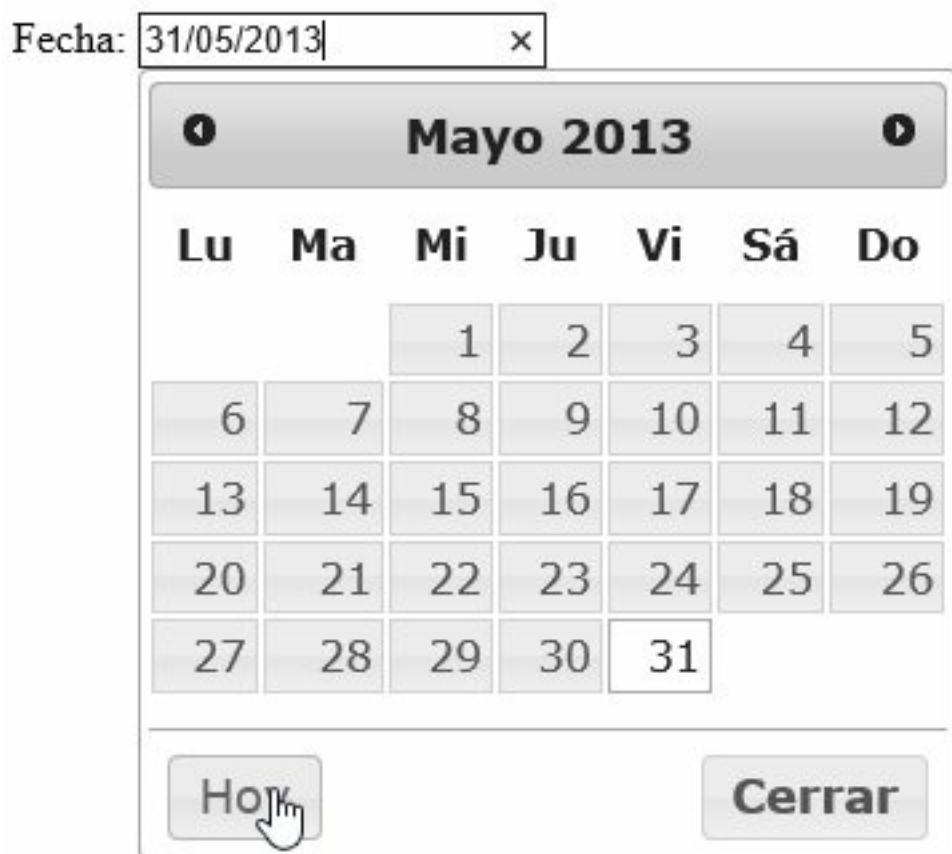 Fecha: 31/05/2013 ×
Mayo 2013
Lu Ma Mi Ju Vi Sá Do
1 2 3 4 5
6 7 8 9 10 11 12
13 14 15 16 17 18 19
20 21 22 23 24 25 26
27 28 29 30 31
Hoy Cerrar